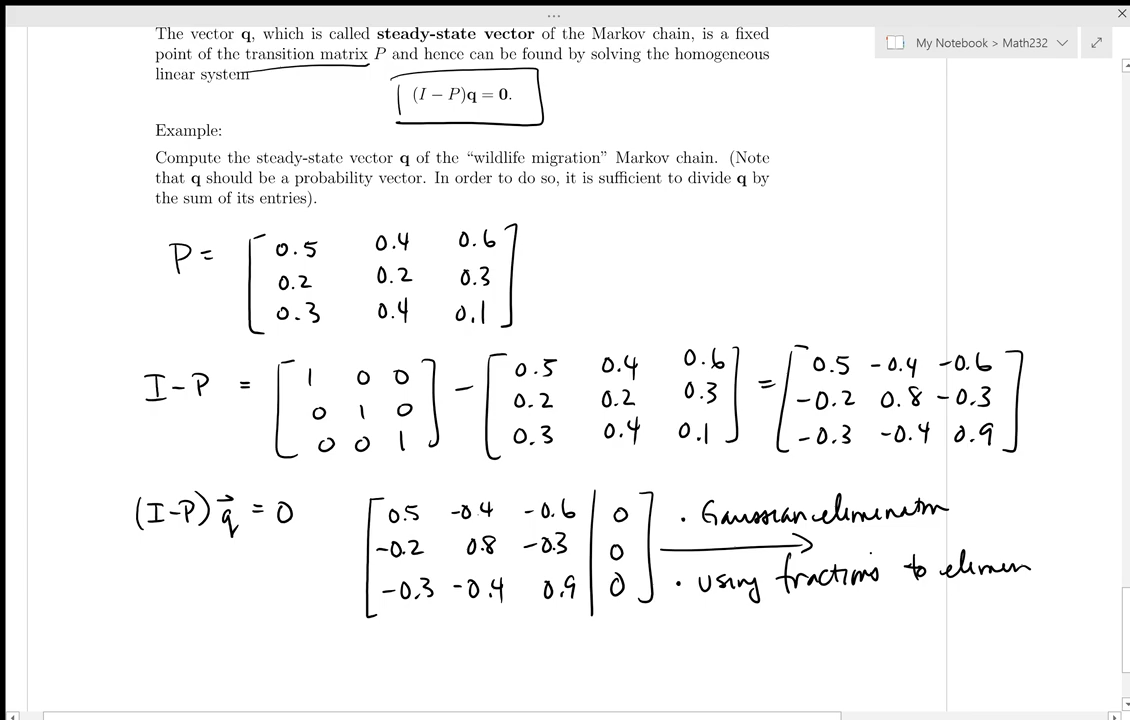 The vector q, which is called steady-state vector of the Markov chain, is a fixed
point of the transition matrix P and hence can be found by solving the homogeneous
linear system
(I − P)q = 0.
My Notebook > Math232
Example:
Compute the steady-state vector q of the “wildlife migration” Markov chain. (Note
that q should be a probability vector. In order to do so, it is sufficient to divide q by
the sum of its entries).
P = [ 0.5 0.4 0.6
0.2 0.2 0.3
0.3 0.4 0.1 ]
I-P = [ 1 0 0 ] - [ 0.5 0.4 0.6 ] = [ 0.5 -0.4 -0.6 ]
0 1 0 0.2 0.2 0.3 -0.2 0.8 -0.3
0 0 1 0.3 0.4 0.1 -0.3 -0.4 0.9
(I-P) q⃗ = 0 [ 0.5 -0.4 -0.6 | 0 ] . Gaussian elimination
-0.2 0.8 -0.3 | 0
-0.3 -0.4 0.9 | 0 . using fractions to elimen